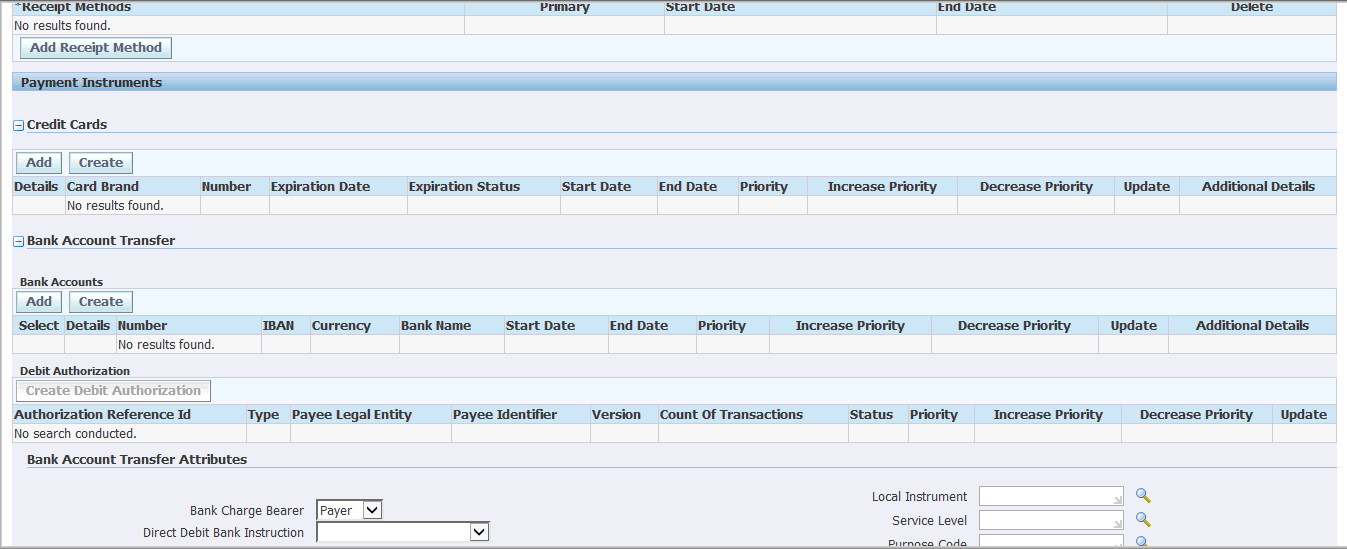 *Receipt Methods Primary Start Date End Date Delete
No results found.
Add Receipt Method
Payment Instruments
Credit Cards
Add Create
Details Card Brand Number Expiration Date Expiration Status Start Date End Date Priority Increase Priority Decrease Priority Update Additional Details
No results found.
Bank Account Transfer
Bank Accounts
Add Create
Select Details Number IBAN Currency Bank Name Start Date End Date Priority Increase Priority Decrease Priority Update Additional Details
No results found.
Debit Authorization
Create Debit Authorization
Authorization Reference Id Type Payee Legal Entity Payee Identifier Version Count Of Transactions Status Priority Increase Priority Decrease Priority Update
No search conducted.
Bank Account Transfer Attributes
Local Instrument
Bank Charge Bearer Payer
Service Level
Direct Debit Bank Instruction
Purpose Code